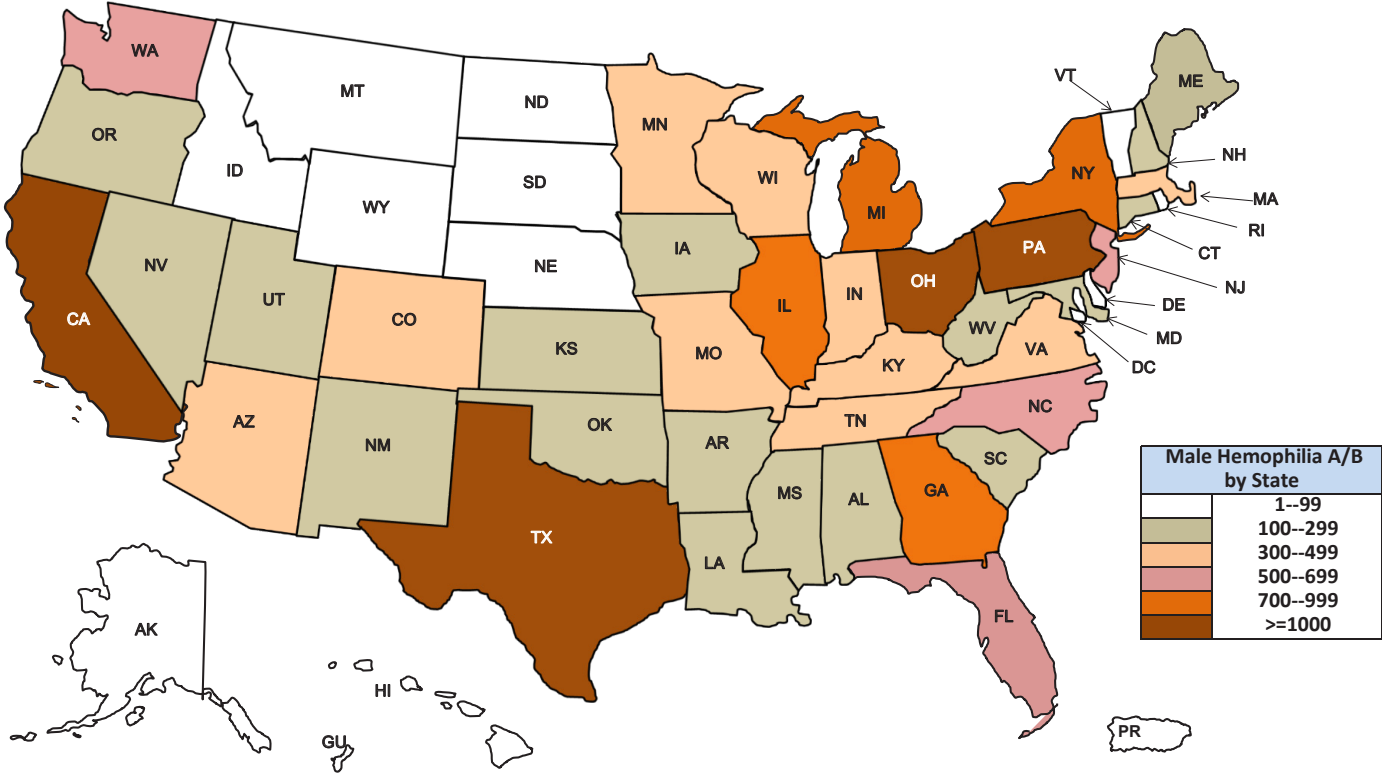 WA
MT
ND
MN
VT
ME
OR
ID
SD
WI
NY
NH
WY
MI
MA
RI
NV
UT
NE
IA
PA
CT
CA
CO
IL
IN
OH
NJ
KS
MO
WV
VA
DE
MD
DC
KY
AZ
NM
OK
AR
TN
NC
MS
AL
GA
SC
TX
LA
FL
AK
HI
GU
PR
Male Hemophilia A/B
by State
1--99
100--299
300--499
500--699
700--999
>=1000